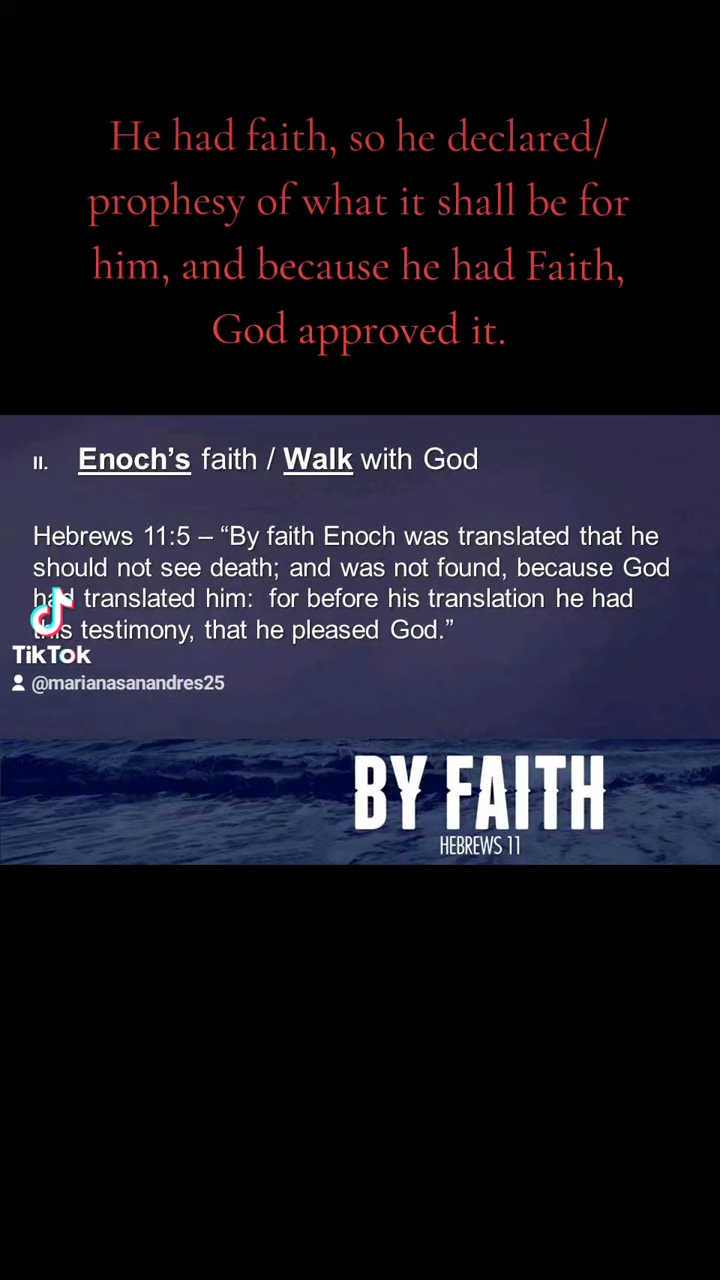 He had faith, so he declared/
prophesy of what it shall be for
him, and because he had Faith,
God approved it.
II. Enoch’s faith / Walk with God
Hebrews 11:5 – “By faith Enoch was translated that he
should not see death; and was not found, because God
had translated him: for before his translation he had
this testimony, that he pleased God.”
TikTok
@marianasanandres25
BY FAITH
HEBREWS 11